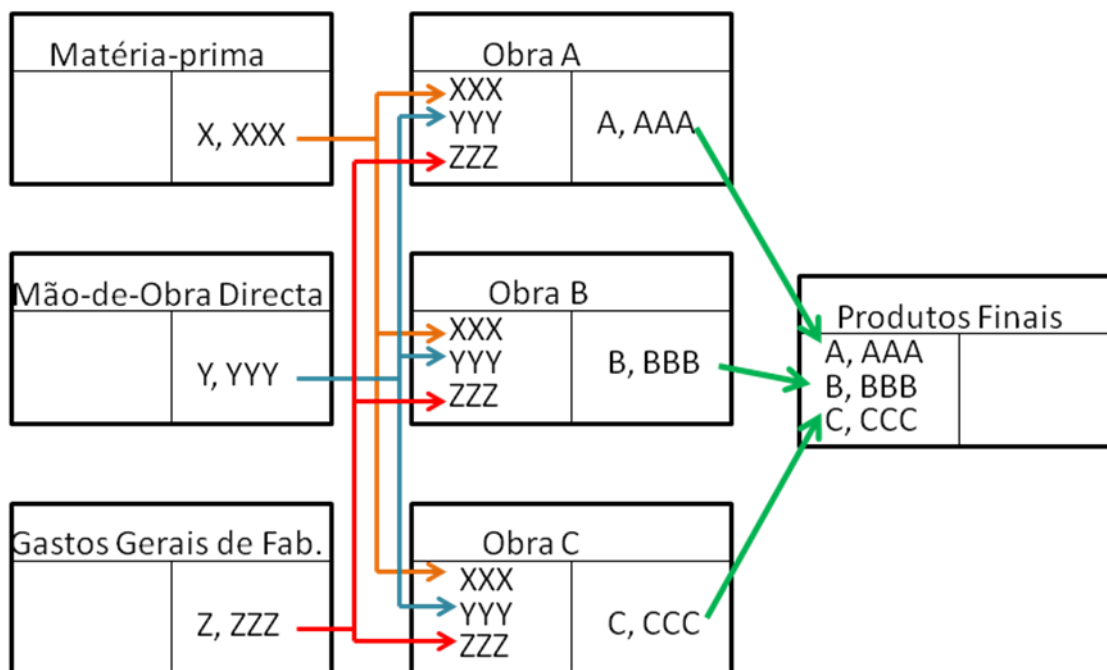 Matéria-prima
X, XXX
Mão-de-Obra Directa
Y, YYY
Gastos Gerais de Fab.
Z, ZZZ
Obra A
XXX
YYY
ZZZ
A, AAA
Obra B
XXX
YYY
ZZZ
B, BBB
Obra C
XXX
YYY
ZZZ
C, CCC
Produtos Finais
A, AAA
B, BBB
C, CCC